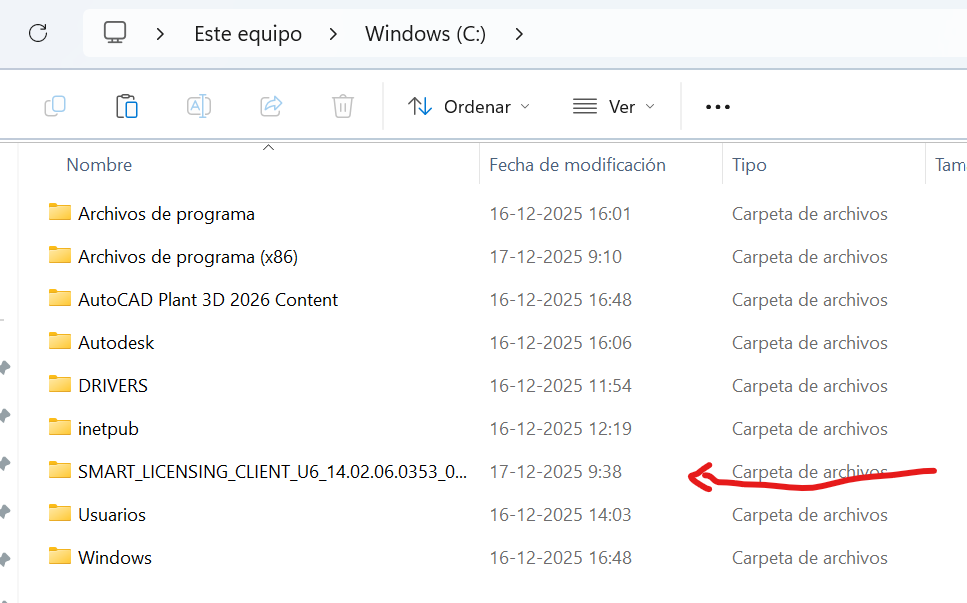 Este equipo > Windows (C:) >
Ordenar Ver
Nombre Fecha de modificación Tipo Tam
Archivos de programa 16-12-2025 16:01 Carpeta de archivos
Archivos de programa (x86) 17-12-2025 9:10 Carpeta de archivos
AutoCAD Plant 3D 2026 Content 16-12-2025 16:48 Carpeta de archivos
Autodesk 16-12-2025 16:06 Carpeta de archivos
DRIVERS 16-12-2025 11:54 Carpeta de archivos
inetpub 16-12-2025 12:19 Carpeta de archivos
SMART_LICENSING_CLIENT_U6_14.02.06.0353_0... 17-12-2025 9:38 Carpeta de archivos
Usuarios 16-12-2025 14:03 Carpeta de archivos
Windows 16-12-2025 16:48 Carpeta de archivos